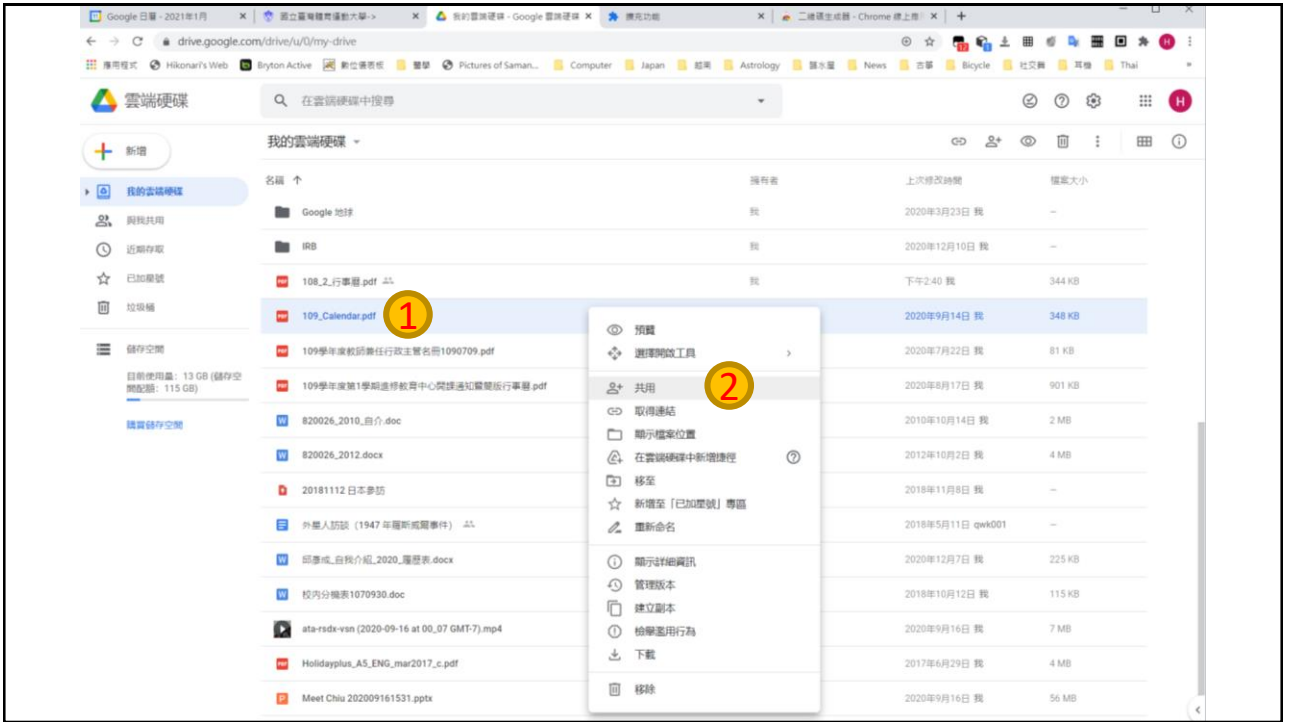 Google 日曆 - 2021年1月
國立臺灣體育運動大學->
我的雲端硬碟 - Google 雲端硬碟
擴充功能
二維碼生成器 - Chrome 線上應
drive.google.com/drive/u/0/my-drive
應用程式
Hikonari's Web
Bryton Active
數位儀表板
醫學
Pictures of Saman...
Computer
Japan
Astrology
News
Bicycle
社交舞
耳機
Thai
雲端硬碟
在雲端硬碟中搜尋
H
新增
我的雲端硬碟
與我共用
近期存取
已加星號
垃圾桶
儲存空間
目前使用量：13 GB (儲存空
間配額：115 GB)
購買儲存空間
我的雲端硬碟
名稱 擁有者 上次修改時間 檔案大小
Google 地球 我 2020年3月23日 我 –
IRB 我 2020年12月10日 我 –
108_2_行事曆.pdf 我 下午2:40 我 344 KB
109_Calendar.pdf 1 2020年9月14日 我 348 KB
109學年度教師兼任行政主管名冊1090709.pdf 2020年7月22日 我 81 KB
109學年度第1學期進修教育中心開課通知暨簡版行事曆.pdf 2020年8月17日 我 901 KB
820026_2010_自介.doc 2010年10月14日 我 2 MB
820026_2012.docx 2012年10月2日 我 4 MB
20181112 日本參訪 2018年11月8日 我 –
外星人訪談（1947 年羅斯威爾事件） 2018年5月11日 qwk001 –
邱彥成_自我介紹_2020_履歷表.docx 2020年12月7日 我 225 KB
校內分機表1070930.doc 2018年10月12日 我 115 KB
ata-rsdx-vsn (2020-09-16 at 00_07 GMT-7).mp4 2020年9月16日 我 7 MB
Holidayplus_A5_ENG_mar2017_c.pdf 2017年6月29日 我 4 MB
Meet Chiu 202009161531.pptx 2020年9月16日 我 56 MB
預覽
選擇開啟工具
共用 2
取得連結
顯示檔案位置
在雲端硬碟中新增捷徑
移至
新增至「已加星號」專區
重新命名
顯示詳細資訊
管理版本
建立副本
檢舉濫用行為
下載
移除